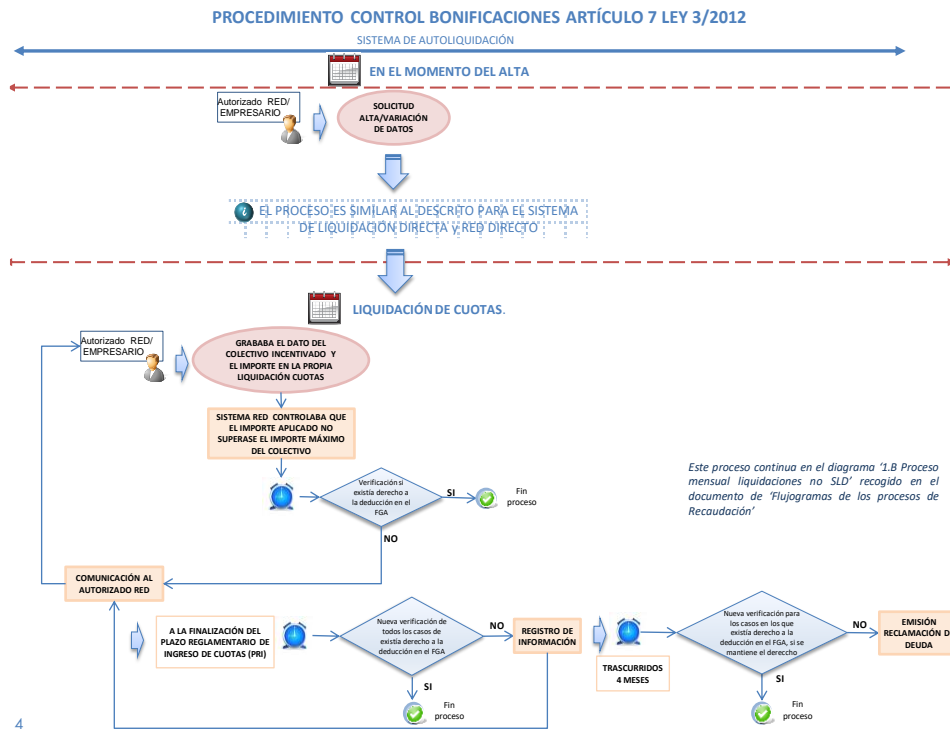 PROCEDIMIENTO CONTROL BONIFICACIONES ARTÍCULO 7 LEY 3/2012
SISTEMA DE AUTOLIQUIDACIÓN
EN EL MOMENTO DEL ALTA
Autorizado RED/
EMPRESARIO
SOLICITUD
ALTA/VARIACIÓN
DE DATOS
i
EL PROCESO ES SIMILAR AL DESCRITO PARA EL SISTEMA
DE LIQUIDACIÓN DIRECTA y RED DIRECTO
LIQUIDACIÓN DE CUOTAS.
Autorizado RED/
EMPRESARIO
GRABABA EL DATO DEL
COLECTIVO INCENTIVADO Y
EL IMPORTE EN LA PROPIA
LIQUIDACIÓN CUOTAS
SISTEMA RED CONTROLABA QUE
EL IMPORTE APLICADO NO
SUPERASE EL IMPORTE MÁXIMO
DEL COLECTIVO
Verificación si
existía derecho a
la deducción en el
FGA
SI
Fin
proceso
NO
Este proceso continua en el diagrama '1.B Proceso
mensual liquidaciones no SLD' recogido en el
documento de 'Flujogramas de los procesos de
Recaudación'
COMUNICACIÓN AL
AUTORIZADO RED
A LA FINALIZACIÓN DEL
PLAZO REGLAMENTARIO DE
INGRESO DE CUOTAS (PRI)
Nueva verificación de
todos los casos de
existía derecho a la
deducción en el FGA
NO
SI
Fin
proceso
REGISTRO DE
INFORMACIÓN
TRASCURRIDOS
4 MESES
Nueva verificación para
los casos en los que
existía derecho a la
deducción en el FGA, si se
mantiene el dereccho
NO
SI
Fin
proceso
EMISIÓN
RECLAMACIÓN D
DEUDA
4